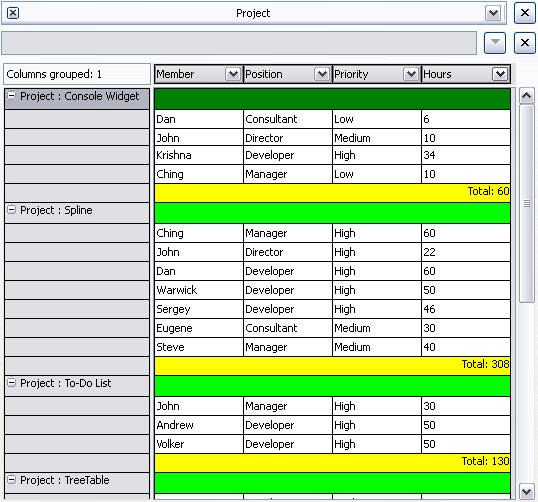 Project
Columns grouped: 1 Member Position Priority Hours
Project : Console Widget
Dan Consultant Low 6
John Director Medium 10
Krishna Developer High 34
Ching Manager Low 10
Total: 60
Project : Spline
Ching Manager High 60
John Director High 22
Dan Developer High 60
Warwick Developer High 50
Sergey Developer High 46
Eugene Consultant Medium 30
Steve Manager Medium 40
Total: 308
Project : To-Do List
John Manager High 30
Andrew Developer High 50
Volker Developer High 50
Total: 130
Project : TreeTable